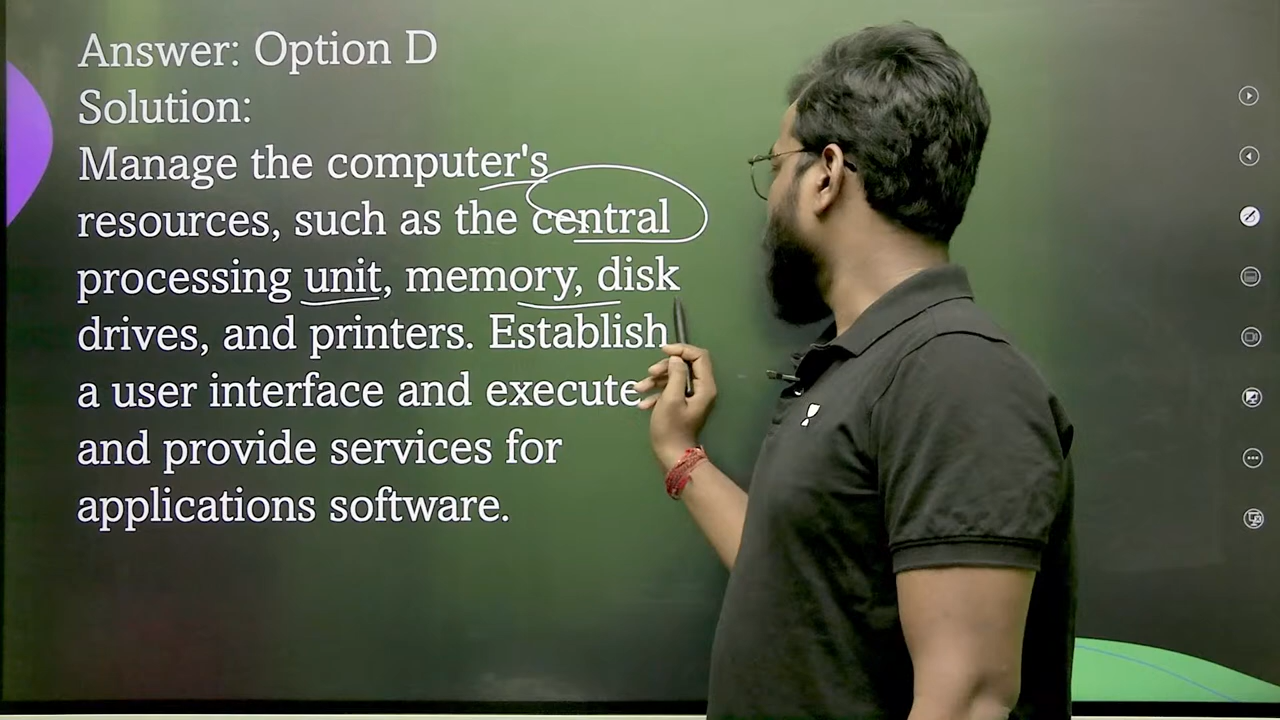 Answer: Option D
Solution:
Manage the computer's
resources, such as the central
processing unit, memory, disk
drives, and printers. Establish
a user interface and execute
and provide services for
applications software.